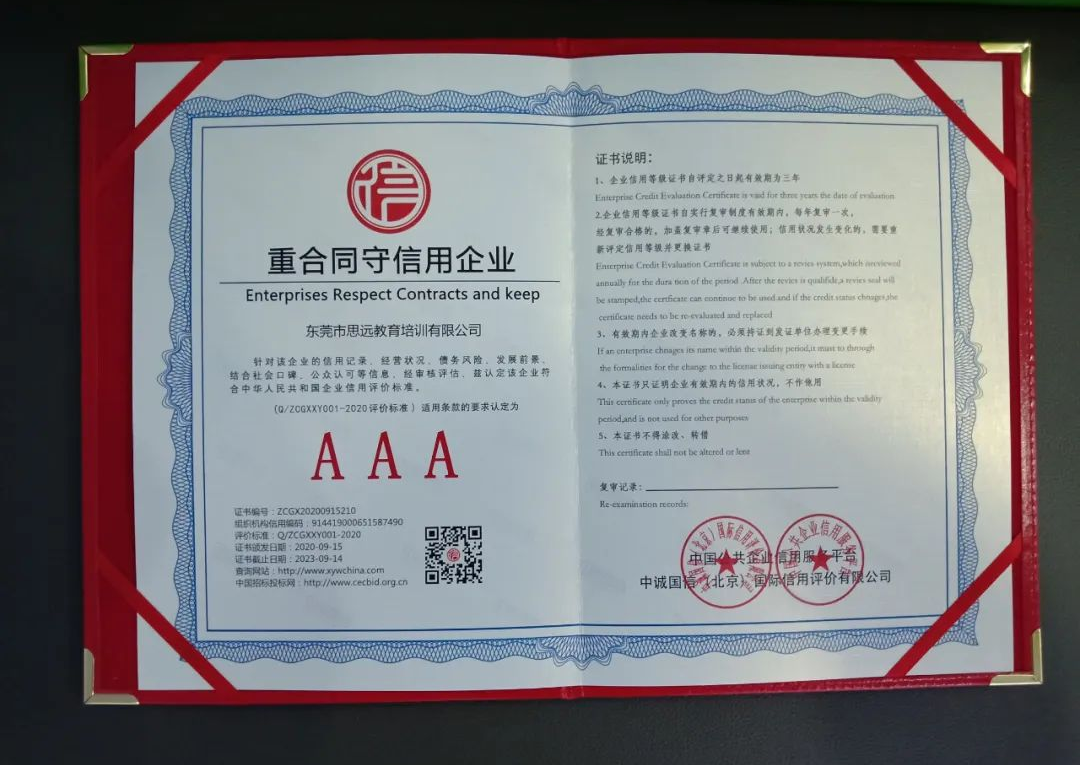 信
重合同守信用企业
Enterprises Respect Contracts and keep
东莞市思远教育培训有限公司
针对该企业的信用记录、经营状况、债务风险、发展前景、
结合社会口碑、公众认可等信息、经审核评估、兹认定该企业符
合中华人民共和国企业信用评价标准。
(Q/ZCGXXY001-2020评价标准）适用条款的要求认定为
AAA
证书编号：ZCGX20200915210
组织机构信用编码：914419000651587490
评价标准：Q/ZCGXXY001-2020
证书颁发日期：2020-09-15
证书截止日期：2023-09-14
查询网站：http://www.xywchina.com
中国招标投标网：http://www.cecbid.org.cn
证书说明：
1、企业信用等级证书自评定之日起有效期为三年
Enterprise Credit Evaluation Certificate is vaid for three years the date of evaluation
2.企业信用等级证书自实行复审制度有效期内，每年复审一次，
经复审合格的，加盖复审章后可继续使用；信用状况发生变化的，需要重
新评定信用等级并更换证书
Enterprise Credit Evaluation Certificate is subject to a revies system,which isreviewed
annually for the dura tion of the period .After the revies is qualifide,a revies seal will
be stamped,the certficate can continue to be used.and if the credit status chnages,the
certificate needs to be re-evaluated and replaced
3、有效期内企业改变名称的，必须持证到发证单位办理变更手续
If an enterprise chnages its name within the validity period,it must to through
the formalities for the change to the license issuing entity with a license
4、本证书只证明企业有效期内的信用状况，不作他用
This certificate only proves the credit status of the enterprise within the validity
period,and is not used for other purposes
5、本证书不得涂改、转借
This certificate shall not be altered or lent
复审记录：
Re-examination records:
中国公共企业信用服务平台
中诚国信（北京）国际信用评价有限公司